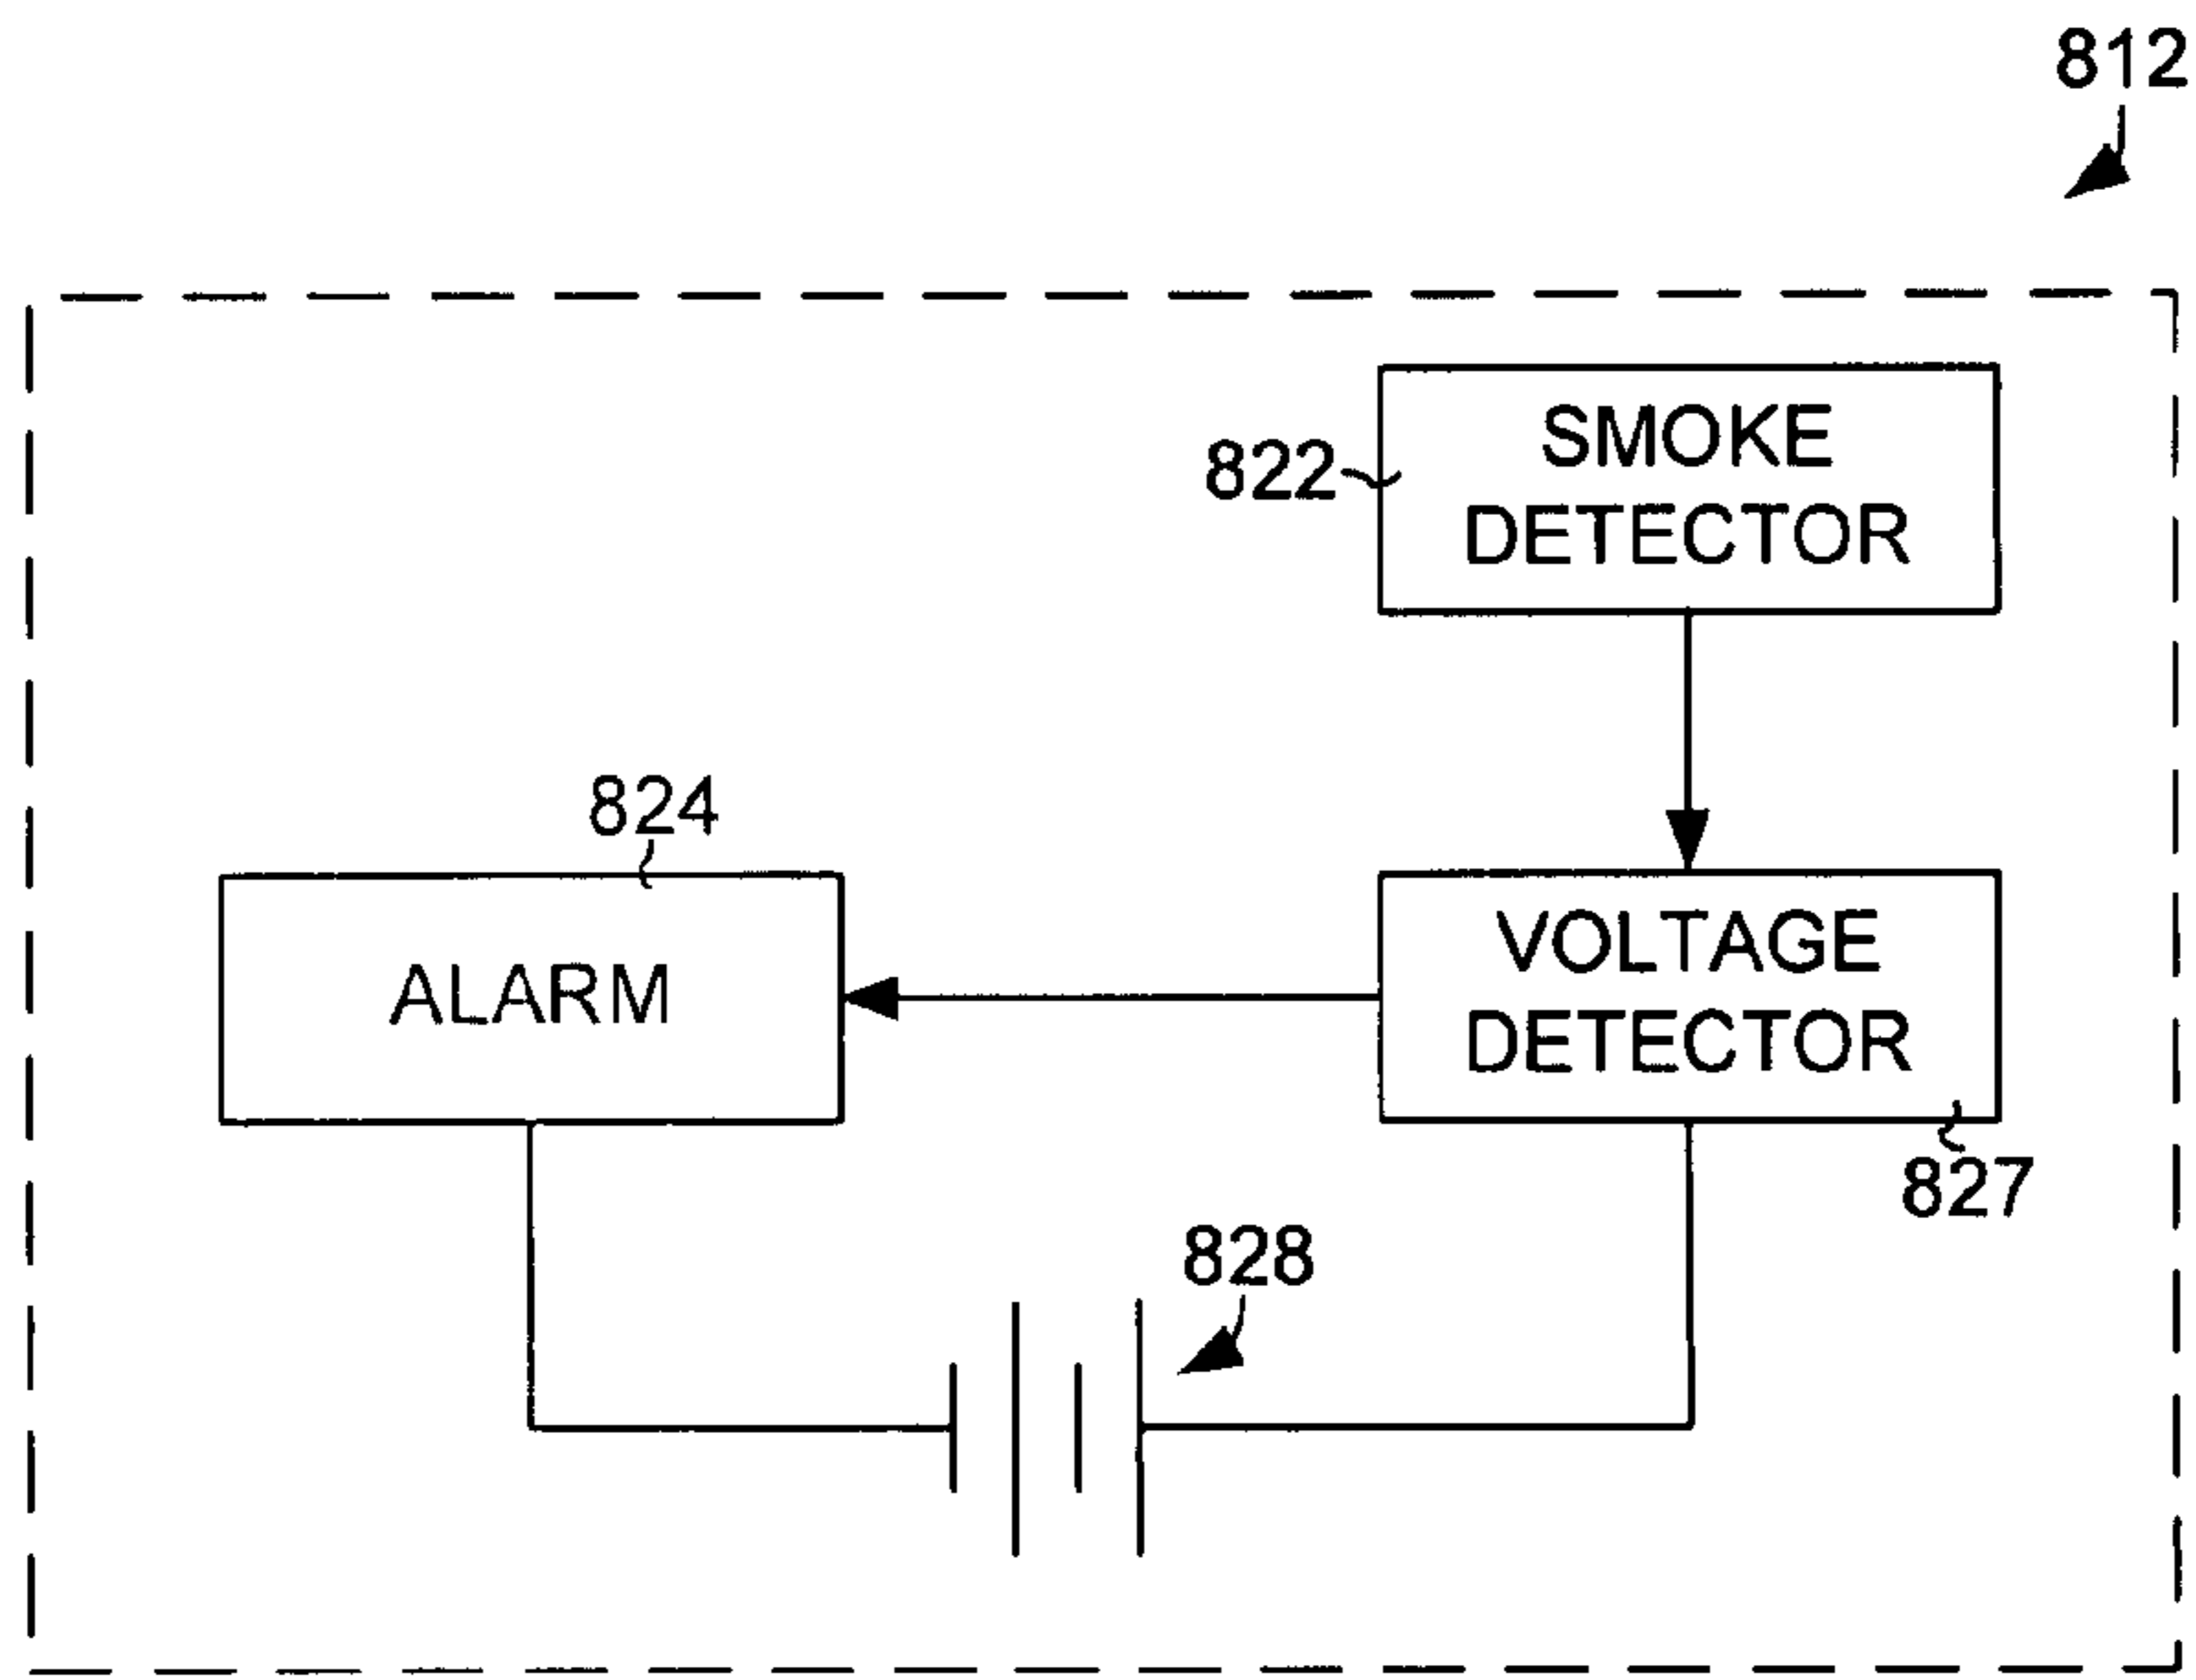 812
822
SMOKE
DETECTOR
824
ALARM
VOLTAGE
DETECTOR
827
828